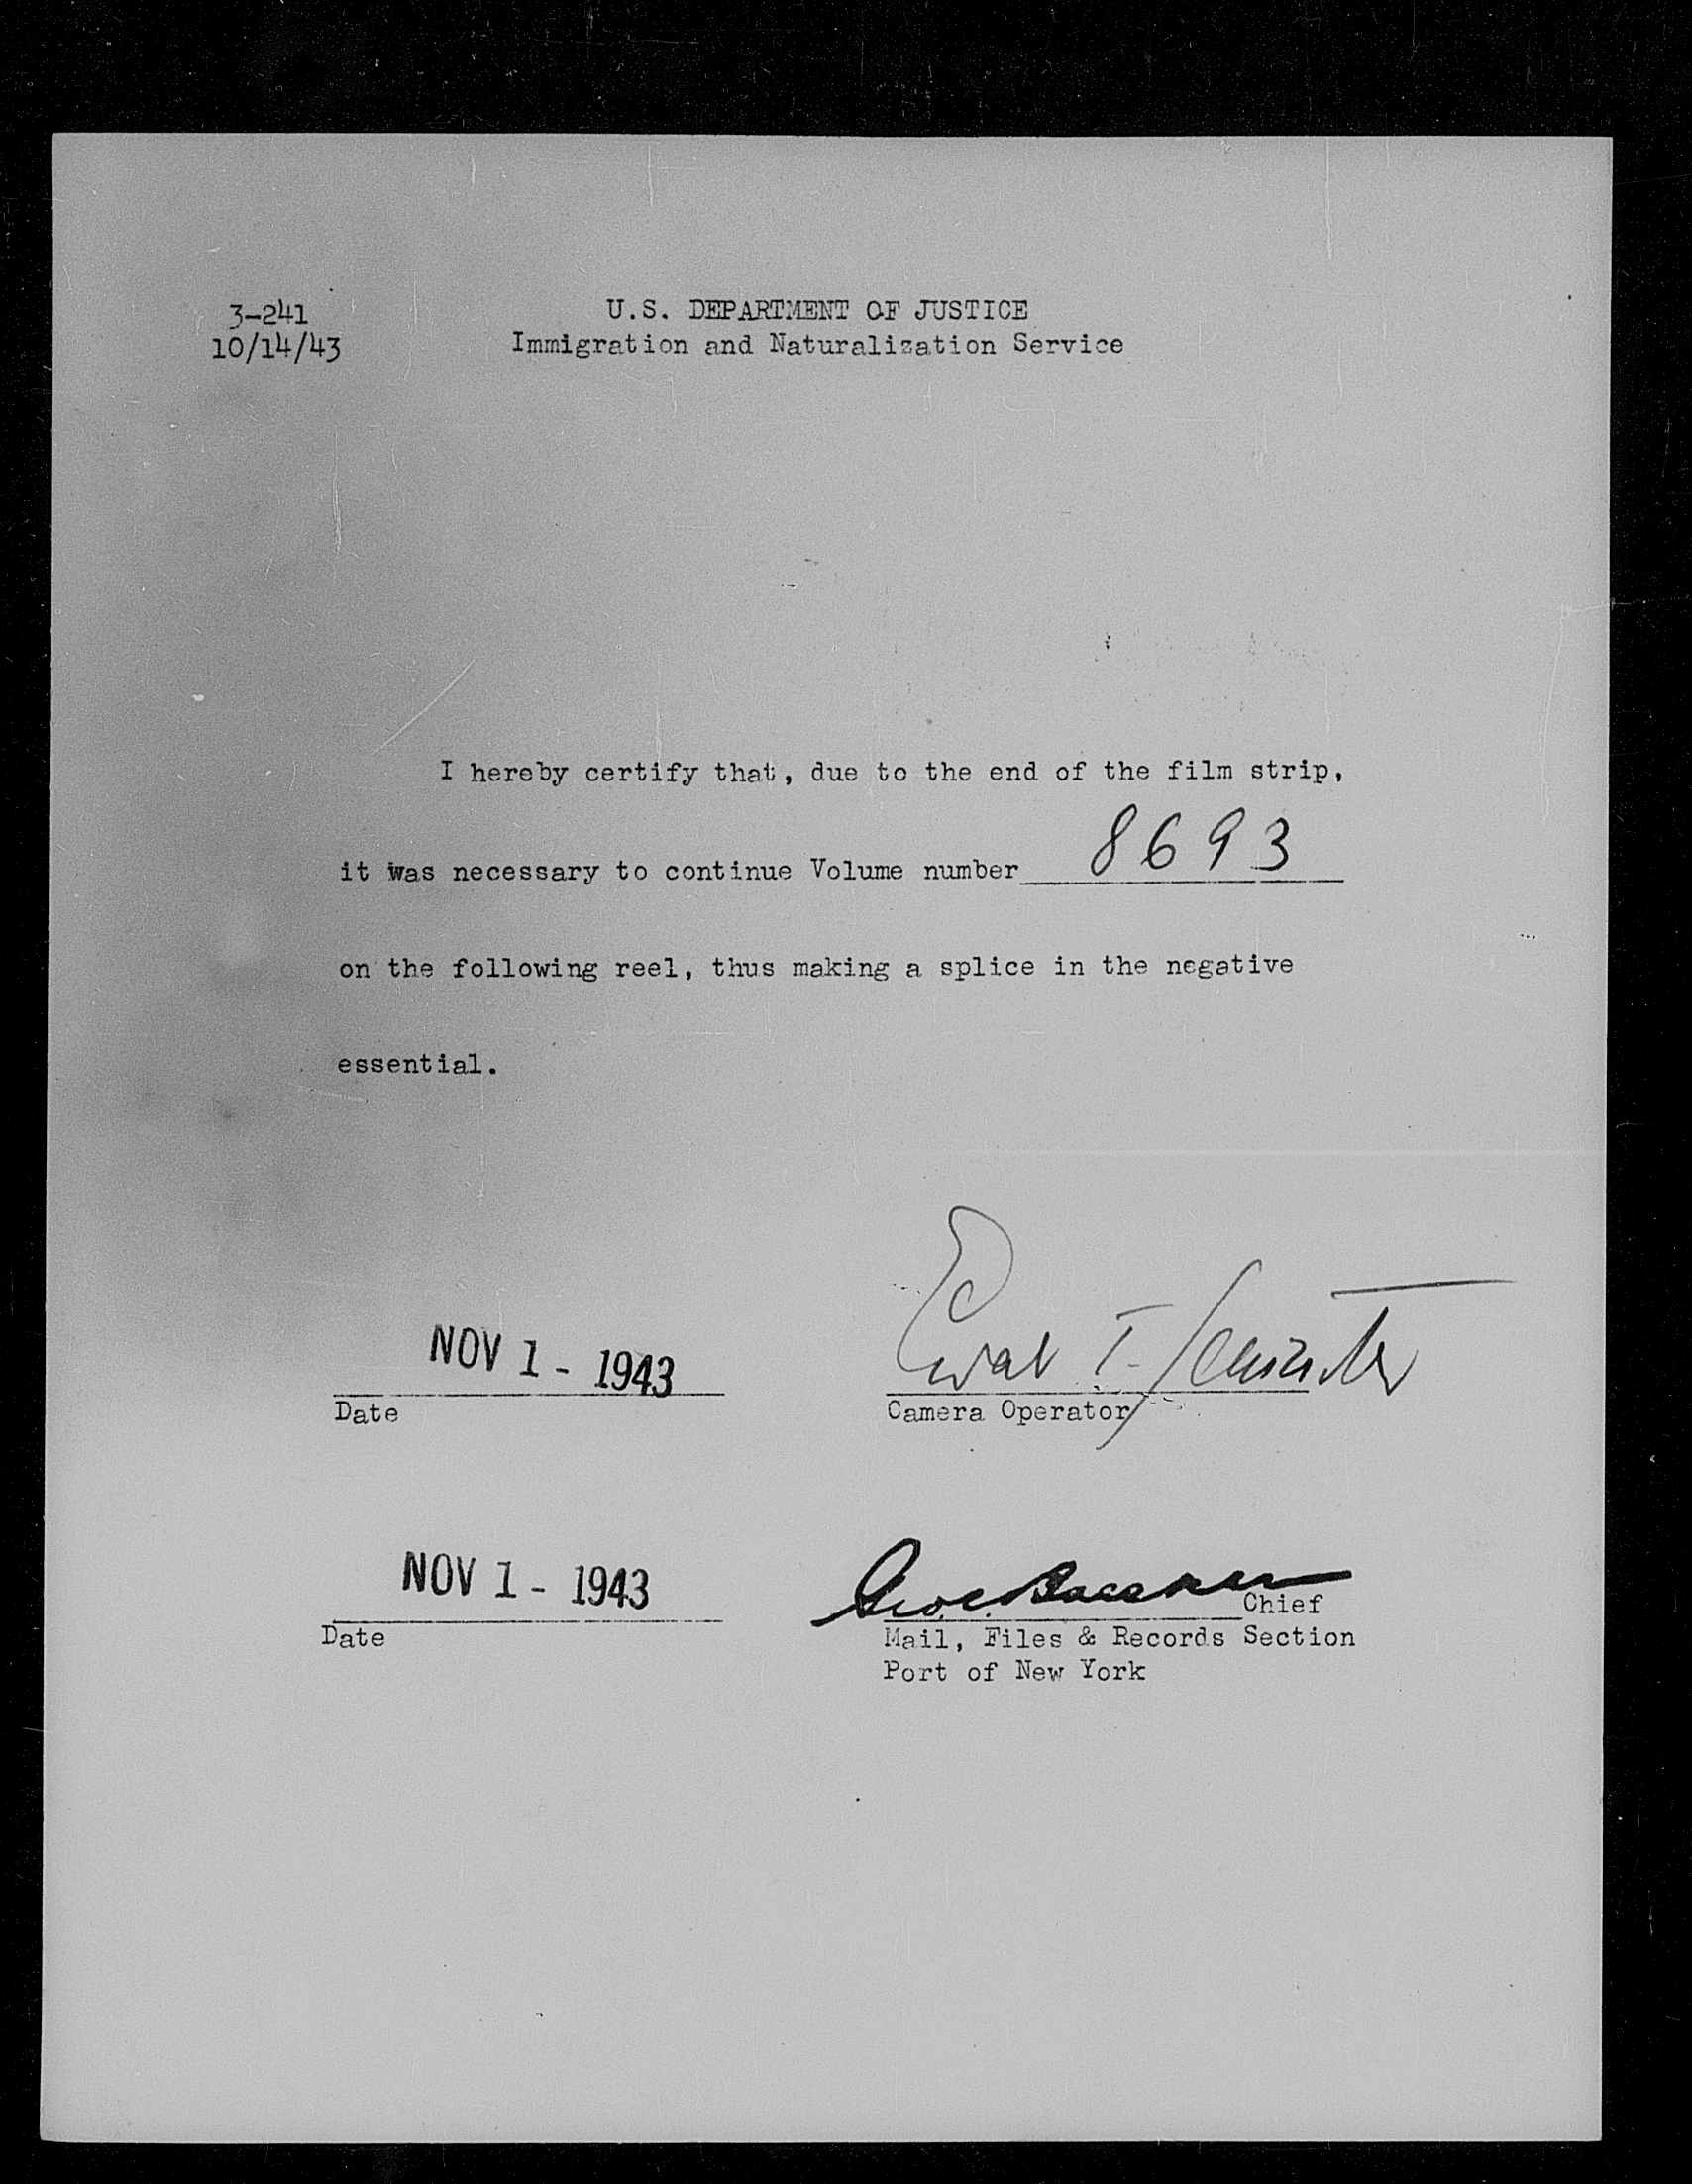 3-241
10/14/43
U.S. DEPARTMENT OF JUSTICE
Immigration and Naturalization Service
I hereby certify that, due to the end of the film strip,
it was necessary to continue Volume number 8693
on the following reel, thus making a splice in the negative
essential.
NOV 1 - 1943
Date
Camera Operator
NOV 1 - 1943
Date
Chief
Mail, Files & Records Section
Port of New York